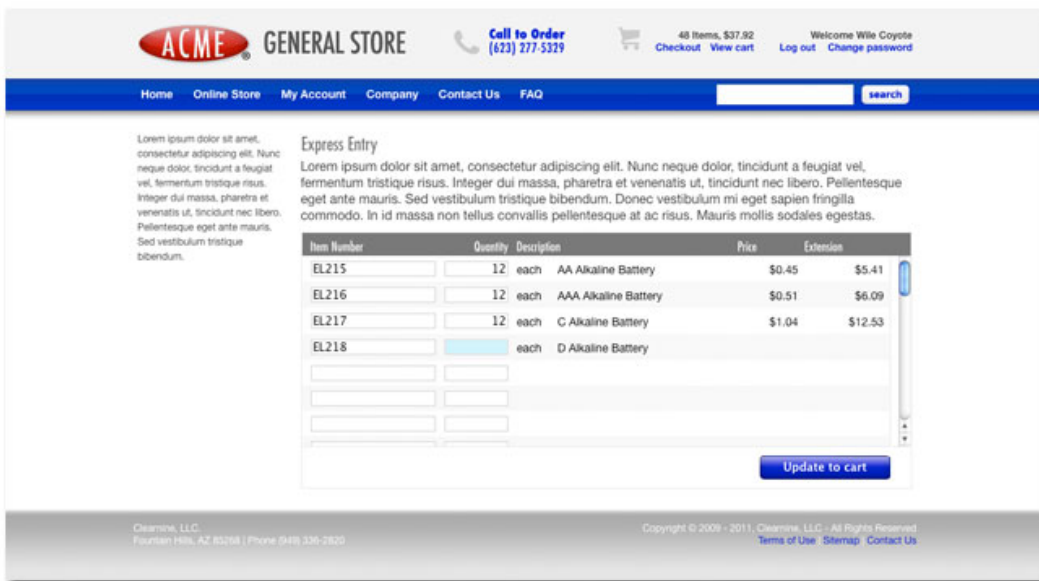 ACME® GENERAL STORE
Call to Order
(623) 277-5329
48 Items, $37.92
Checkout View cart
Welcome Wile Coyote
Log out Change password
Home Online Store My Account Company Contact Us FAQ search
Lorem ipsum dolor sit amet,
consectetur adipiscing elit. Nunc
neque dolor, tincidunt a feugiat
vel, fermentum tristique risus.
Integer dui massa, pharetra et
venenatis ut, tincidunt nec libero.
Pellentesque eget ante mauris.
Sed vestibulum tristique
bibendum.
Express Entry
Lorem ipsum dolor sit amet, consectetur adipiscing elit. Nunc neque dolor, tincidunt a feugiat vel,
fermentum tristique risus. Integer dui massa, pharetra et venenatis ut, tincidunt nec libero. Pellentesque
eget ante mauris. Sed vestibulum tristique bibendum. Donec vestibulum mi eget sapien fringilla
commodo. In id massa non tellus convallis pellentesque at ac risus. Mauris mollis sodales egestas.
Item Number Quantity Description Price Extension
EL215 12 each AA Alkaline Battery $0.45 $5.41
EL216 12 each AAA Alkaline Battery $0.51 $6.09
EL217 12 each C Alkaline Battery $1.04 $12.53
EL218 each D Alkaline Battery
Update to cart
Clearnine, LLC.
Fountain Hills, AZ 85268 | Phone (949) 336-2820
Copyright © 2009 - 2011, Clearnine, LLC - All Rights Reserved
Terms of Use | Sitemap | Contact Us